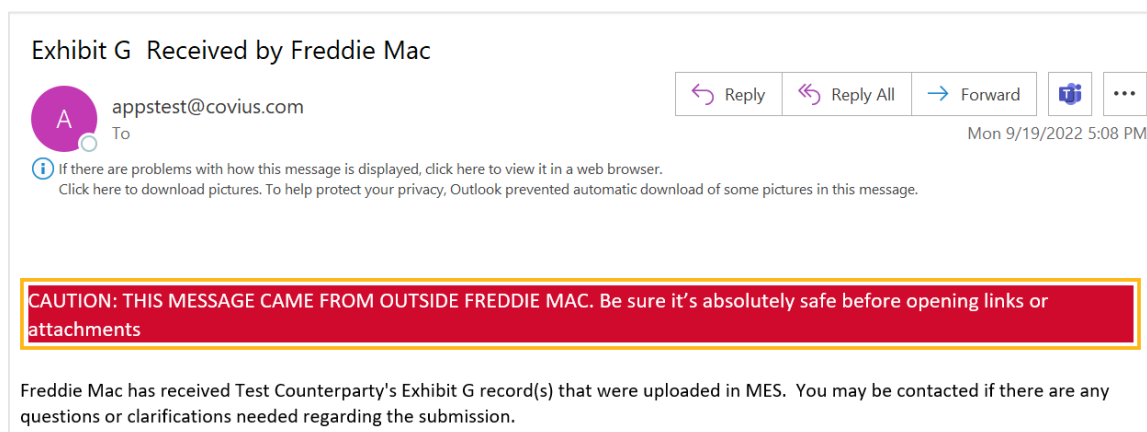 Exhibit G  Received by Freddie Mac
A
appstest@covius.com
To
Reply
Reply All
Forward
Mon 9/19/2022 5:08 PM
If there are problems with how this message is displayed, click here to view it in a web browser.
Click here to download pictures. To help protect your privacy, Outlook prevented automatic download of some pictures in this message.
CAUTION: THIS MESSAGE CAME FROM OUTSIDE FREDDIE MAC. Be sure it’s absolutely safe before opening links or
attachments
Freddie Mac has received Test Counterparty's Exhibit G record(s) that were uploaded in MES.  You may be contacted if there are any
questions or clarifications needed regarding the submission.